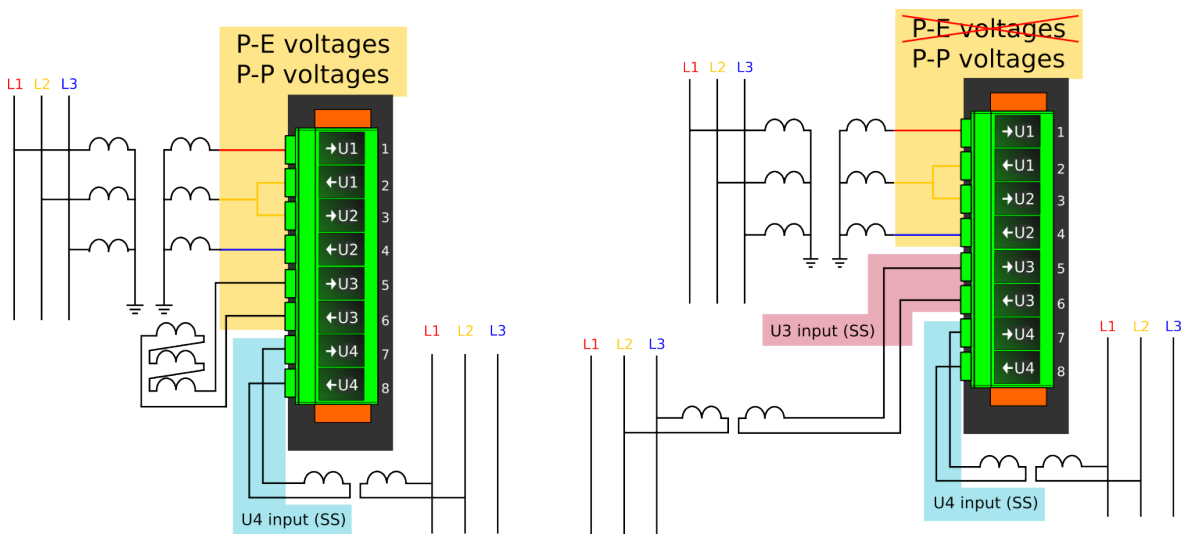 P-E voltages
P-P voltages
L1 L2 L3
→U1 1
←U1 2
→U2 3
←U2 4
→U3 5
←U3 6
→U4 7
←U4 8
L1 L2 L3
U4 input (SS)
P-E voltages
P-P voltages
L1 L2 L3
→U1 1
←U1 2
→U2 3
←U2 4
→U3 5
←U3 6
→U4 7
←U4 8
U3 input (SS)
L1 L2 L3
L1 L2 L3
U4 input (SS)